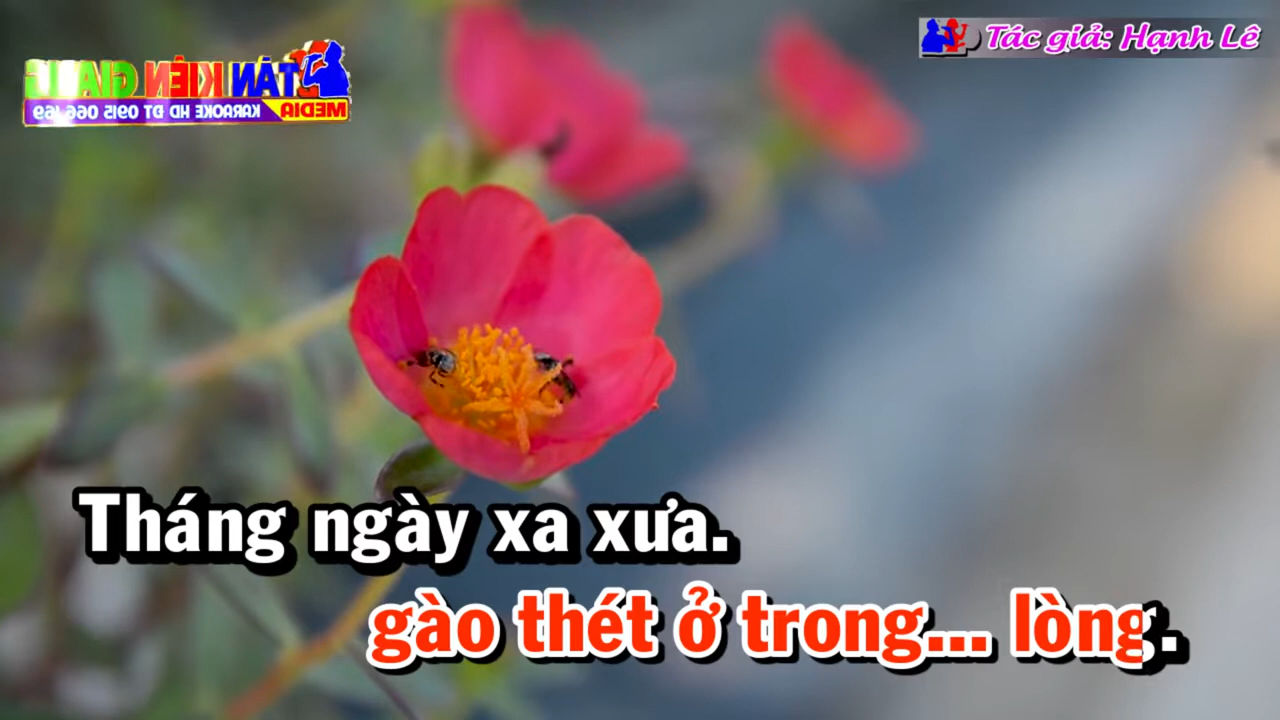 Tác giả: Hạnh Lê
TÂN KIÊN GIANG
MEDIA KARAOKE HD ĐT 0915 066 169
Tháng ngày xa xưa.
gào thét ở trong... lòng.